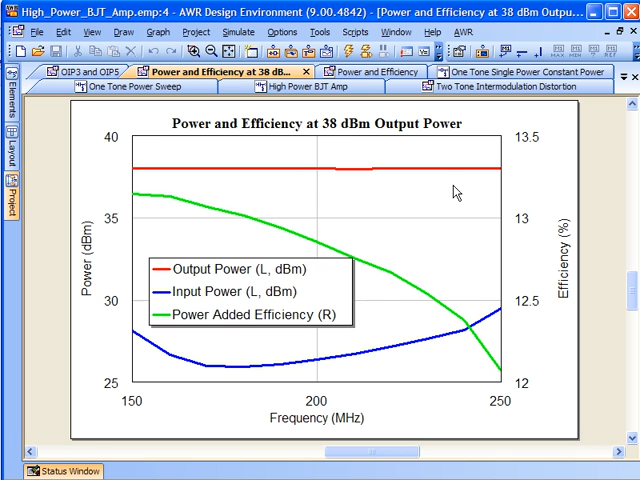 High_Power_BJT_Amp.emp:4 - AWR Design Environment (9.00.4842) - [Power and Efficiency at 38 dBm Outpu...
File Edit View Draw Graph Project Simulate Options Tools Scripts Window Help AWR
OIP3 and OIP5 Power and Efficiency at 38 dB... Power and Efficiency One Tone Single Power Constant Power
One Tone Power Sweep High Power BJT Amp Two Tone Intermodulation Distortion
Elements
Layout
Project
Power and Efficiency at 38 dBm Output Power
40 13.5
35 13
30 12.5
25 12
Power (dBm)
Efficiency (%)
Output Power (L, dBm)
Input Power (L, dBm)
Power Added Efficiency (R)
150 200 250
Frequency (MHz)
Status Window